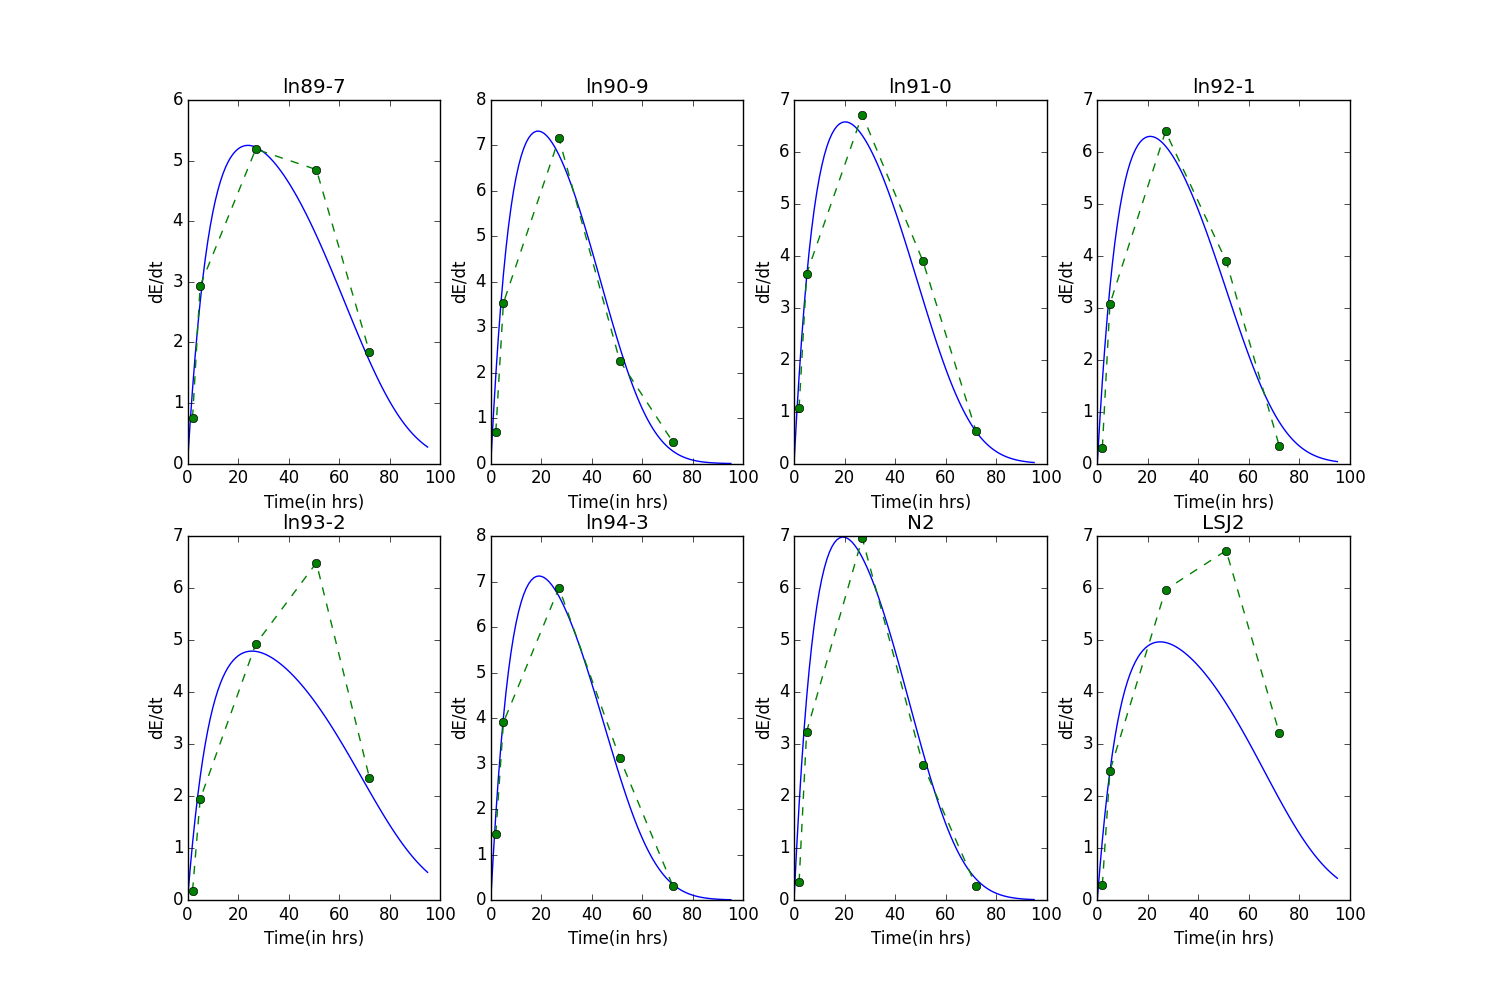 ln89-7 ln90-9 ln91-0 ln92-1
6 8 7 7
5 7 6 6
4 6 5 5
3 5 4 4
2 4 3 3
1 3 2 2
0 2 1 1
1 0 0
0
dE/dt dE/dt dE/dt dE/dt
0 20 40 60 80 100 0 20 40 60 80 100 0 20 40 60 80 100 0 20 40 60 80 100
Time(in hrs) Time(in hrs) Time(in hrs) Time(in hrs)
ln93-2 ln94-3 N2 LSJ2
7 8 7 7
6 7 6 6
5 6 5 5
4 5 4 4
3 4 3 3
2 3 2 2
1 2 1 1
0 1 0 0
0
dE/dt dE/dt dE/dt dE/dt
0 20 40 60 80 100 0 20 40 60 80 100 0 20 40 60 80 100 0 20 40 60 80 100
Time(in hrs) Time(in hrs) Time(in hrs) Time(in hrs)